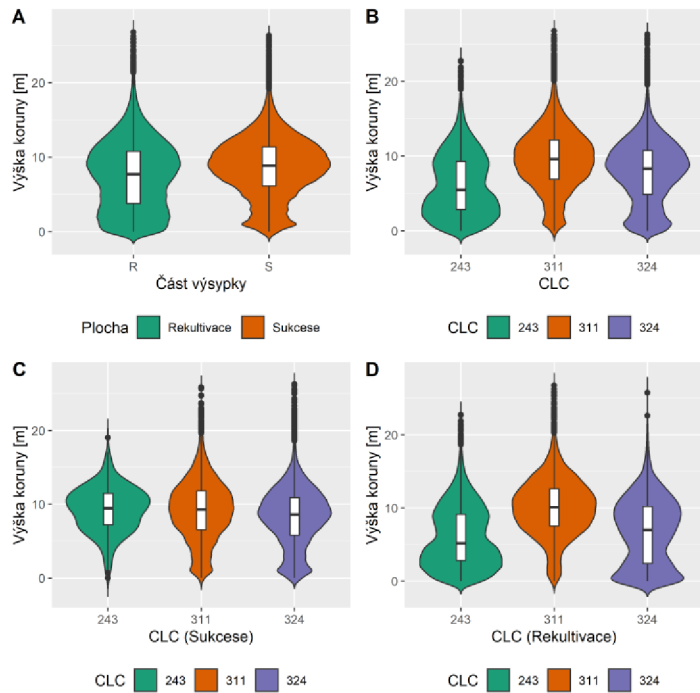 A
Výška koruny [m]
20
10
0
R
S
Část výsypky
Plocha
Rekultivace
Sukcese
B
Výška koruny [m]
20
10
0
243
311
324
CLC
CLC
243
311
324
C
Výška koruny [m]
20
10
0
243
311
324
CLC (Sukcese)
CLC
243
311
324
D
Výška koruny [m]
20
10
0
243
311
324
CLC (Rekultivace)
CLC
243
311
324